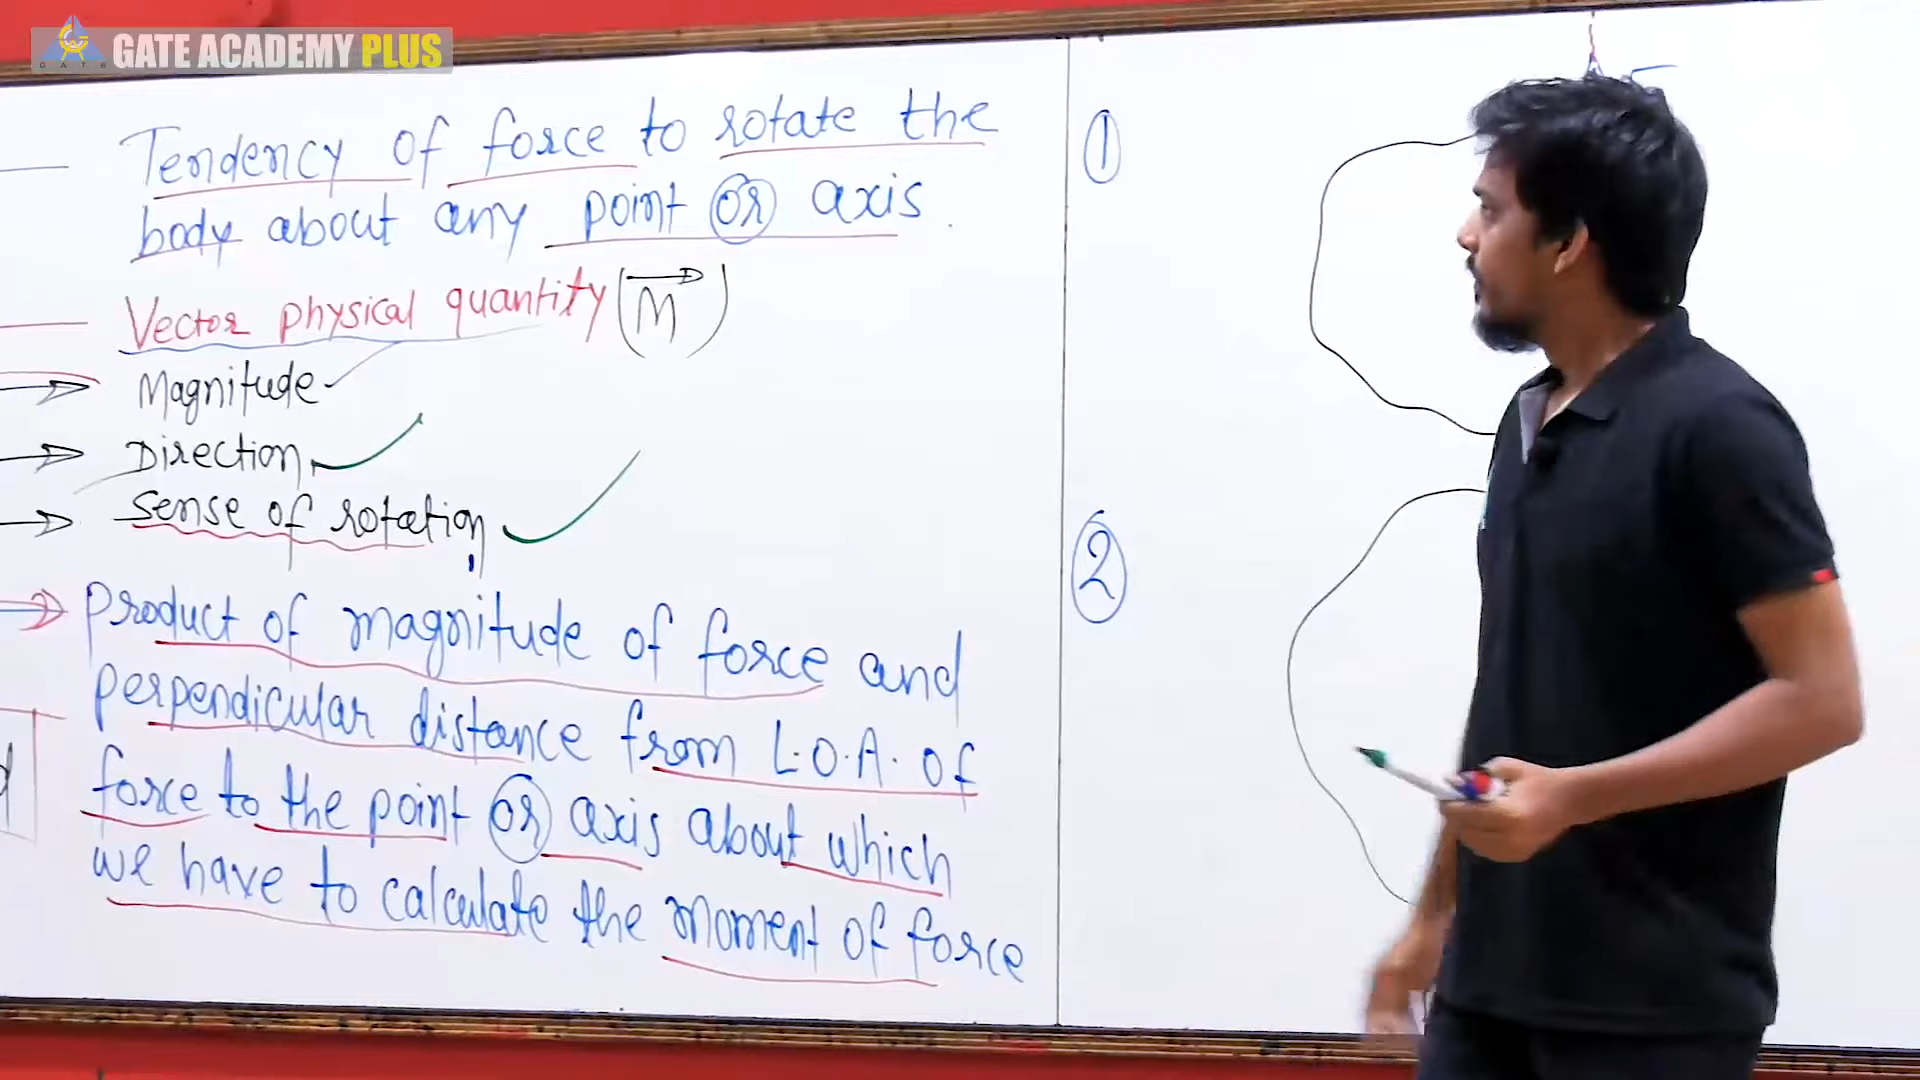 GATE ACADEMY PLUS
GATE
Tendency of force to rotate the
body about any point or axis.
Vector physical quantity (M)
Magnitude
Direction
sense of rotation
product of magnitude of force and
perpendicular distance from L.O.A. of
force to the point or axis about which
we have to calculate the moment of force
d
1
2